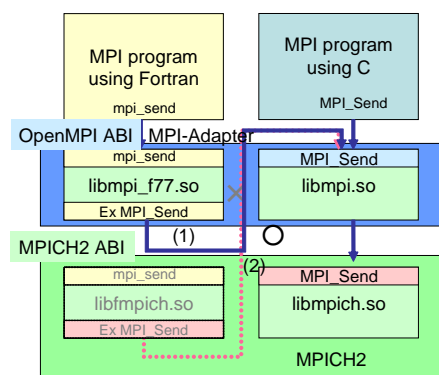 MPI program
using Fortran
mpi_send
MPI program
using C
MPI_Send
OpenMPI ABI
MPI-Adapter
mpi_send
libmpi_f77.so
Ex MPI_Send
MPI_Send
libmpi.so
(1)
MPICH2 ABI
(2)
mpi_send
libfmpich.so
Ex MPI_Send
MPI_Send
libmpich.so
MPICH2